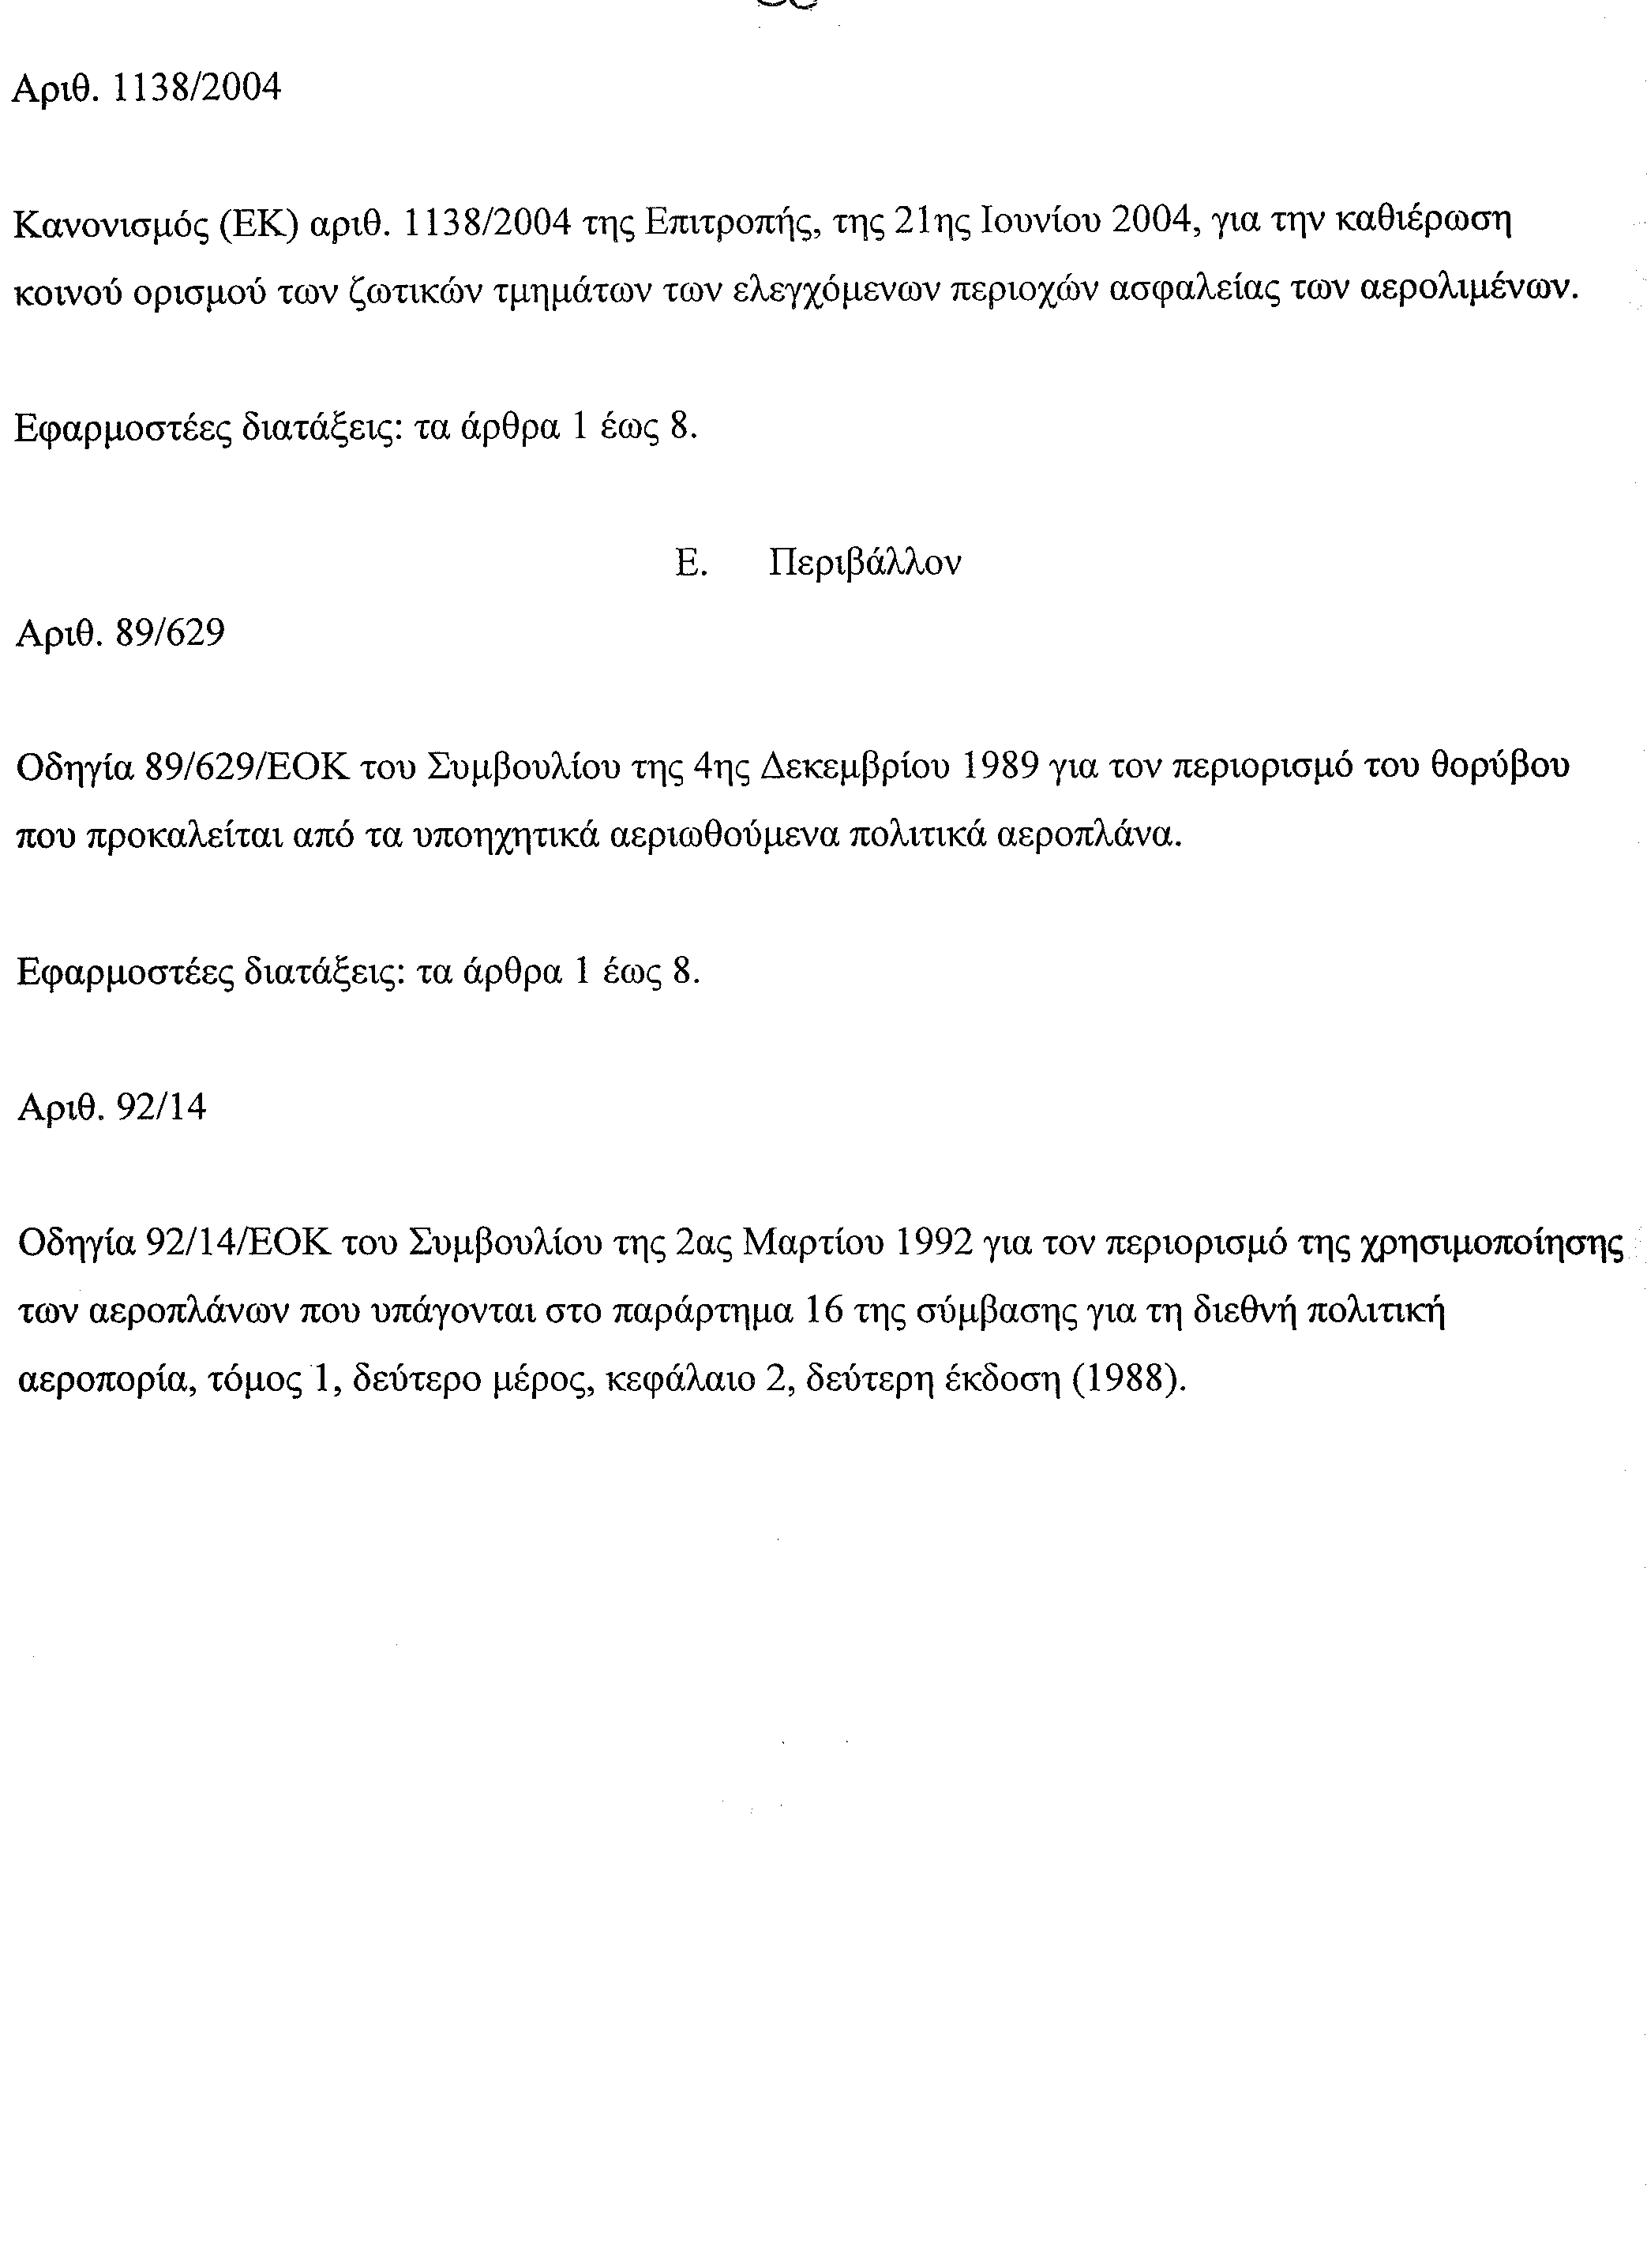 Αριθ. 1138/2004
Κανονισμός (ΕΚ) αριθ. 1138/2004 της Επιτροπής, της 21ης Ιουνίου 2004, για την καθιέρωση
κοινού ορισμού των ζωτικών τμημάτων των ελεγχόμενων περιοχών ασφαλείας των αερολιμένων.
Εφαρμοστέες διατάξεις: τα άρθρα 1 έως 8.
Ε. Περιβάλλον
Αριθ. 89/629
Οδηγία 89/629/ΕΟΚ του Συμβουλίου της 4ης Δεκεμβρίου 1989 για τον περιορισμό του θορύβου
που προκαλείται από τα υποηχητικά αεριωθούμενα πολιτικά αεροπλάνα.
Εφαρμοστέες διατάξεις: τα άρθρα 1 έως 8.
Αριθ. 92/14
Οδηγία 92/14/ΕΟΚ του Συμβουλίου της 2ας Μαρτίου 1992 για τον περιορισμό της χρησιμοποίησης
των αεροπλάνων που υπάγονται στο παράρτημα 16 της σύμβασης για τη διεθνή πολιτική
αεροπορία, τόμος 1, δεύτερο μέρος, κεφάλαιο 2, δεύτερη έκδοση (1988).